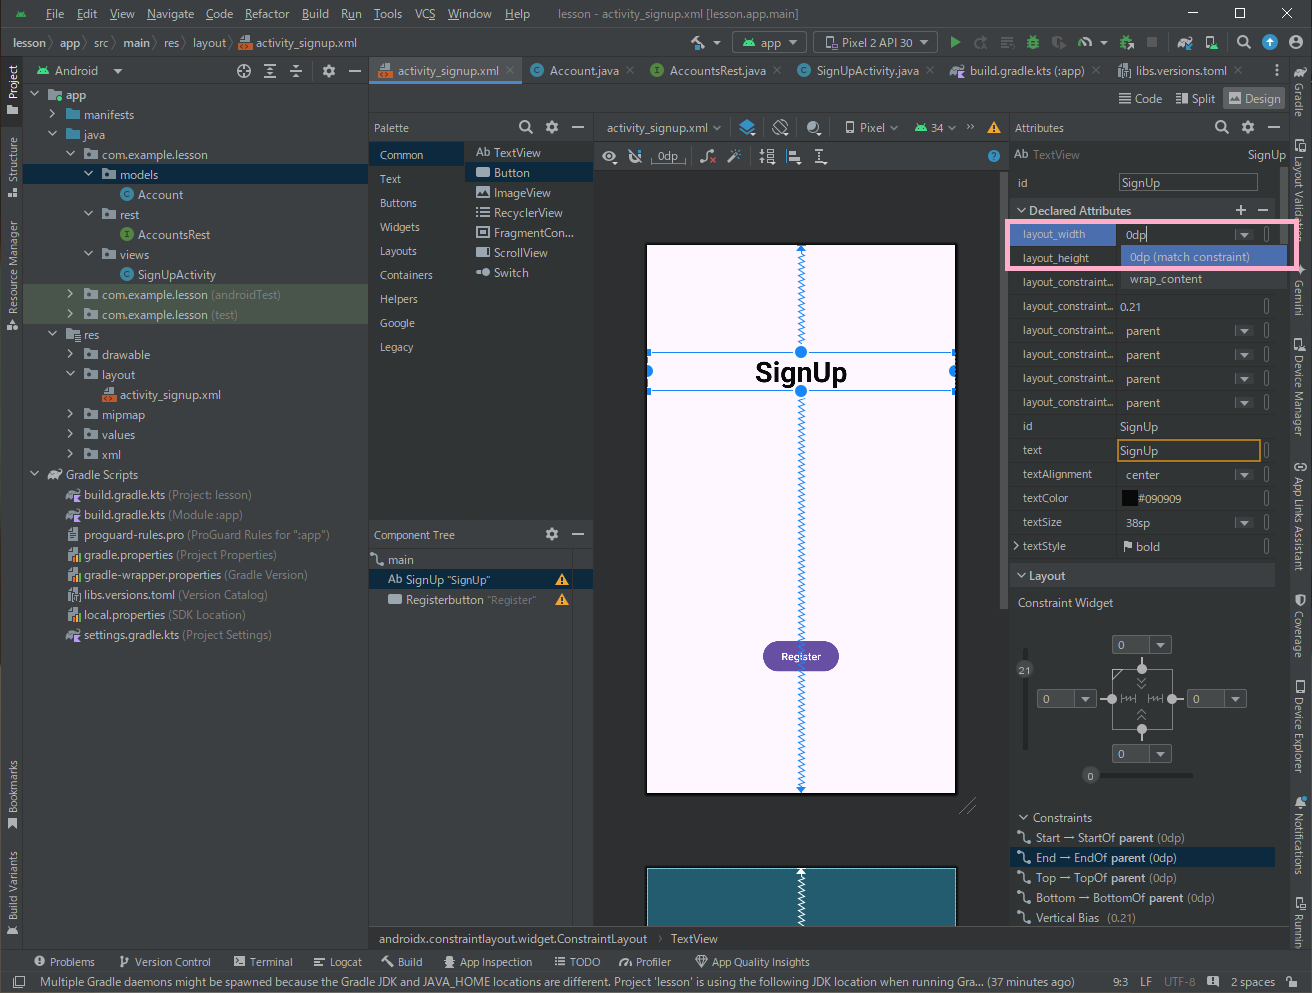 File Edit View Navigate Code Refactor Build Run Tools VCS Window Help lesson - activity_signup.xml [lesson.app.main]
lesson app src main res layout activity_signup.xml
app Pixel 2 API 30
Android
activity_signup.xml Account.java AccountsRest.java SignUpActivity.java build.gradle.kts (:app) libs.versions.toml
Code Split Design
Project
Structure
Resource Manager
Bookmarks
Build Variants
app
manifests
java
com.example.lesson
models
Account
rest
AccountsRest
views
SignUpActivity
com.example.lesson (androidTest)
com.example.lesson (test)
res
drawable
layout
activity_signup.xml
mipmap
values
xml
Gradle Scripts
build.gradle.kts (Project: lesson)
build.gradle.kts (Module :app)
proguard-rules.pro (ProGuard Rules for ":app")
gradle.properties (Project Properties)
gradle-wrapper.properties (Gradle Version)
libs.versions.toml (Version Catalog)
local.properties (SDK Location)
settings.gradle.kts (Project Settings)
Palette
Common
Text
Buttons
Widgets
Layouts
Containers
Helpers
Google
Legacy
Ab TextView
Button
ImageView
RecyclerView
FragmentCon...
ScrollView
Switch
Component Tree
main
Ab SignUp "SignUp"
Registerbutton "Register"
activity_signup.xml Pixel 34 »
0dp
SignUp
Register
Attributes
Ab TextView SignUp
id SignUp
Declared Attributes
layout_width 0dp
layout_height 0dp (match constraint)
layout_constraint... wrap_content
layout_constraint... 0.21
layout_constraint... parent
layout_constraint... parent
layout_constraint... parent
layout_constraint... parent
id SignUp
text SignUp
textAlignment center
textColor #090909
textSize 38sp
textStyle bold
Layout
Constraint Widget
0
21
0 0
0
0
Constraints
Start → StartOf parent (0dp)
End → EndOf parent (0dp)
Top → TopOf parent (0dp)
Bottom → BottomOf parent (0dp)
Vertical Bias (0.21)
Gradle
Layout Validation
Gemini
Device Manager
App Links Assistant
Coverage
Device Explorer
Notifications
Runnin
androidx.constraintlayout.widget.ConstraintLayout TextView
Problems Version Control Terminal Logcat Build App Inspection TODO Profiler App Quality Insights
Multiple Gradle daemons might be spawned because the Gradle JDK and JAVA_HOME locations are different. Project 'lesson' is using the following JDK location when running Gra... (37 minutes ago) 9:3 LF UTF-8 2 spaces